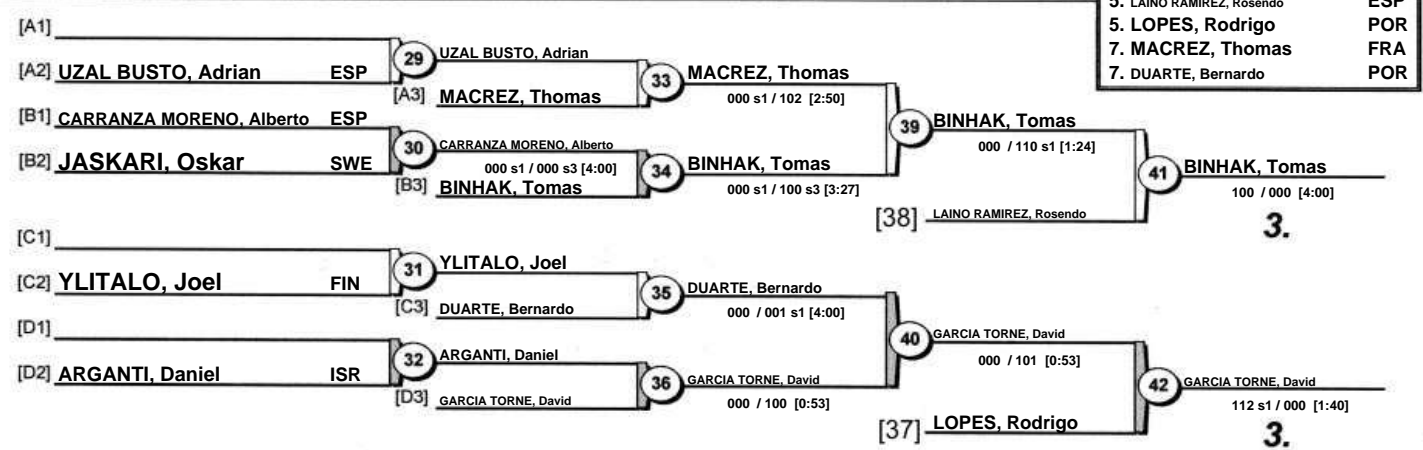 5. LAINO RAMIREZ, Rosendo ESP
5. LOPES, Rodrigo POR
7. MACREZ, Thomas FRA
7. DUARTE, Bernardo POR
[A1]
29 UZAL BUSTO, Adrian
[A2] UZAL BUSTO, Adrian ESP
33 MACREZ, Thomas
[A3] MACREZ, Thomas
000 s1 / 102 [2:50]
[B1] CARRANZA MORENO, Alberto ESP
39 BINHAK, Tomas
30 CARRANZA MORENO, Alberto
000 / 110 s1 [1:24]
[B2] JASKARI, Oskar SWE
000 s1 / 000 s3 [4:00]
34 BINHAK, Tomas
41 BINHAK, Tomas
[B3] BINHAK, Tomas
000 s1 / 100 s3 [3:27]
100 / 000 [4:00]
[38] LAINO RAMIREZ, Rosendo
3.
[C1]
31 YLITALO, Joel
[C2] YLITALO, Joel FIN
35 DUARTE, Bernardo
[C3] DUARTE, Bernardo
000 / 001 s1 [4:00]
[D1]
40 GARCIA TORNE, David
32 ARGANTI, Daniel
000 / 101 [0:53]
[D2] ARGANTI, Daniel ISR
36 GARCIA TORNE, David
42 GARCIA TORNE, David
[D3] GARCIA TORNE, David
000 / 100 [0:53]
112 s1 / 000 [1:40]
[37] LOPES, Rodrigo
3.